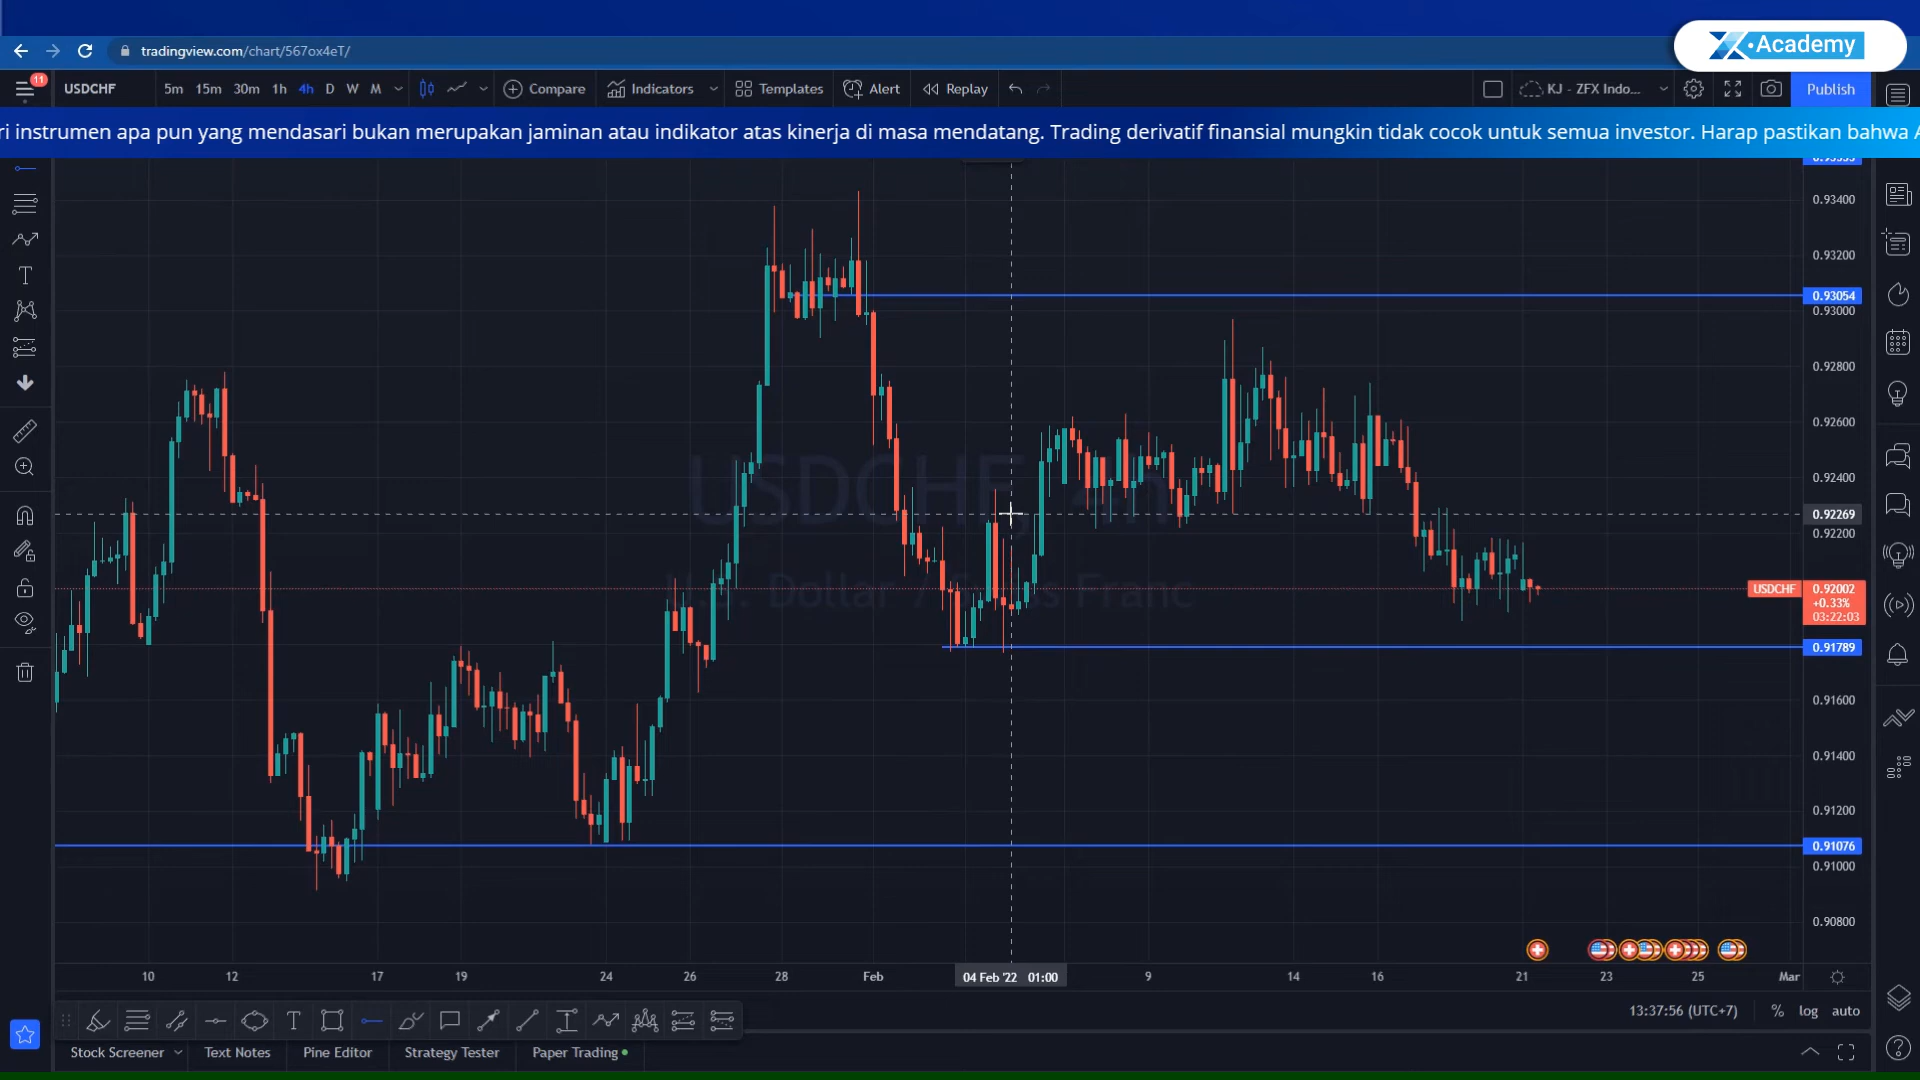 tradingview.com/chart/567ox4eT/
X•Academy
11
USDCHF 5m 15m 30m 1h 4h D W M Compare Indicators Templates Alert Replay KJ - ZFX Indo... Publish
ri instrumen apa pun yang mendasari bukan merupakan jaminan atau indikator atas kinerja di masa mendatang. Trading derivatif finansial mungkin tidak cocok untuk semua investor. Harap pastikan bahwa A
0.93400
0.93200
0.93054
0.93000
0.92800
0.92600
0.92400
USDCHF, 4h
0.92269
0.92200
U.S. Dollar / Swiss Franc
USDCHF 0.92002
+0.33%
03:22:03
0.91789
0.91600
0.91400
0.91200
0.91076
0.91000
0.90800
10 12 17 19 24 26 28 Feb 04 Feb '22 01:00 9 14 16 21 23 25 Mar
13:37:56 (UTC+7) % log auto
Stock Screener Text Notes Pine Editor Strategy Tester Paper Trading